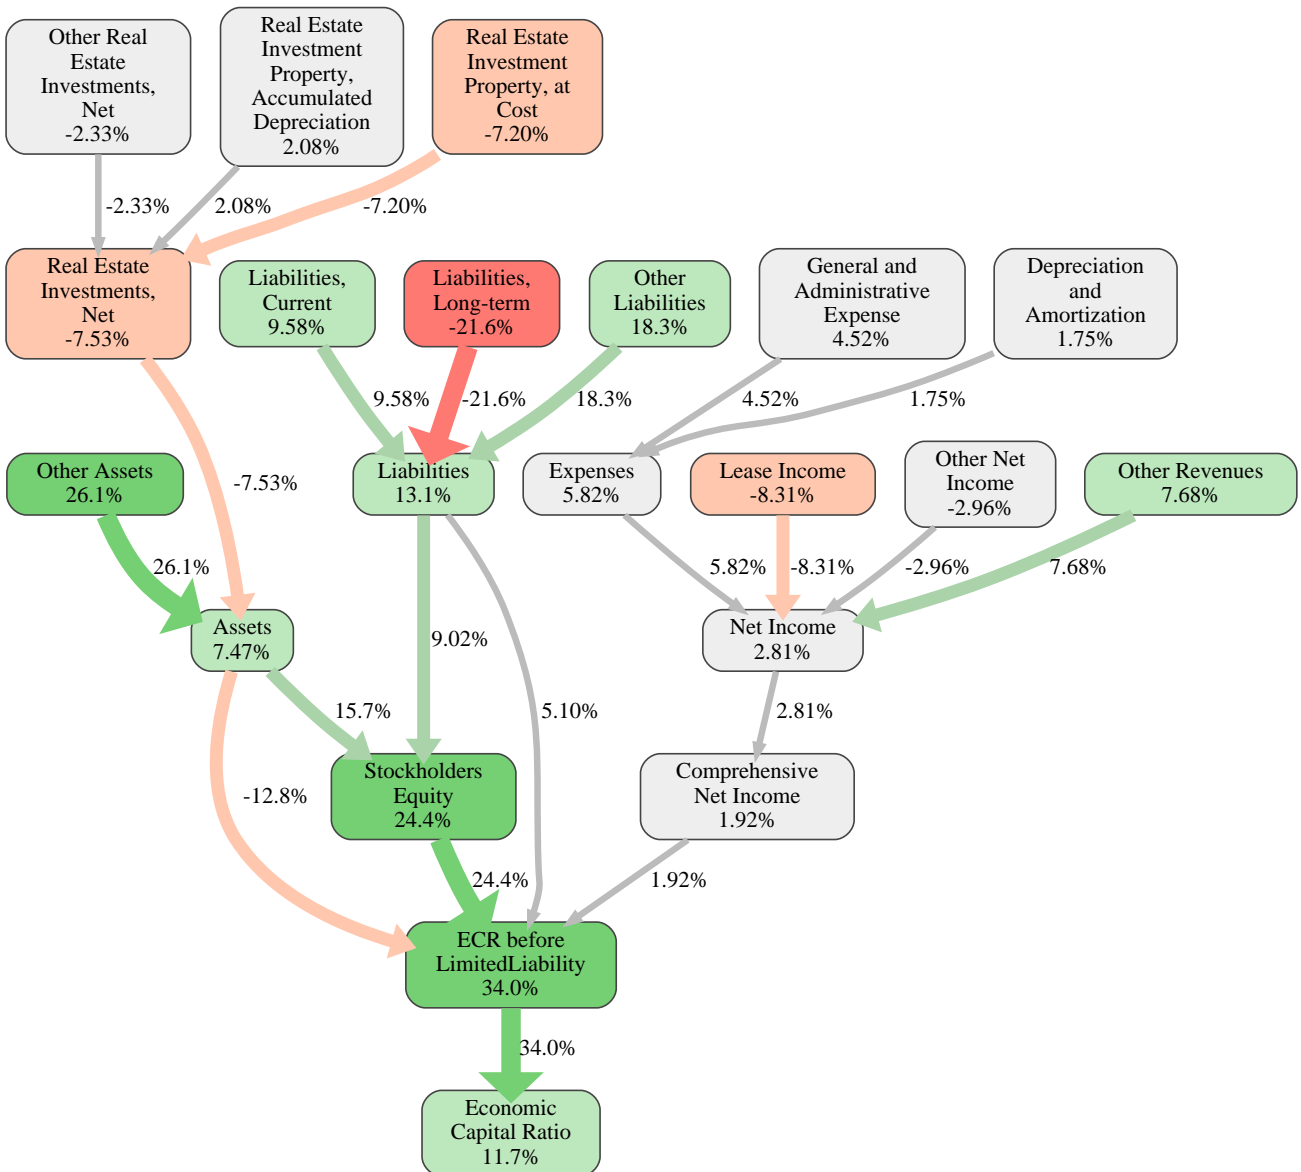 Other Real
Estate
Investments,
Net
-2.33%
Real Estate
Investment
Property,
Accumulated
Depreciation
2.08%
Real Estate
Investment
Property, at
Cost
-7.20%
-2.33%
2.08%
-7.20%
Real Estate
Investments,
Net
-7.53%
Liabilities,
Current
9.58%
Liabilities,
Long-term
-21.6%
Other
Liabilities
18.3%
General and
Administrative
Expense
4.52%
Depreciation
and
Amortization
1.75%
9.58%
-21.6%
18.3%
4.52%
1.75%
Other Assets
26.1%
-7.53%
Liabilities
13.1%
Expenses
5.82%
Lease Income
-8.31%
Other Net
Income
-2.96%
Other Revenues
7.68%
26.1%
5.82%
-8.31%
-2.96%
7.68%
Assets
7.47%
9.02%
Net Income
2.81%
15.7%
5.10%
2.81%
-12.8%
Stockholders
Equity
24.4%
Comprehensive
Net Income
1.92%
24.4%
1.92%
ECR before
LimitedLiability
34.0%
34.0%
Economic
Capital Ratio
11.7%